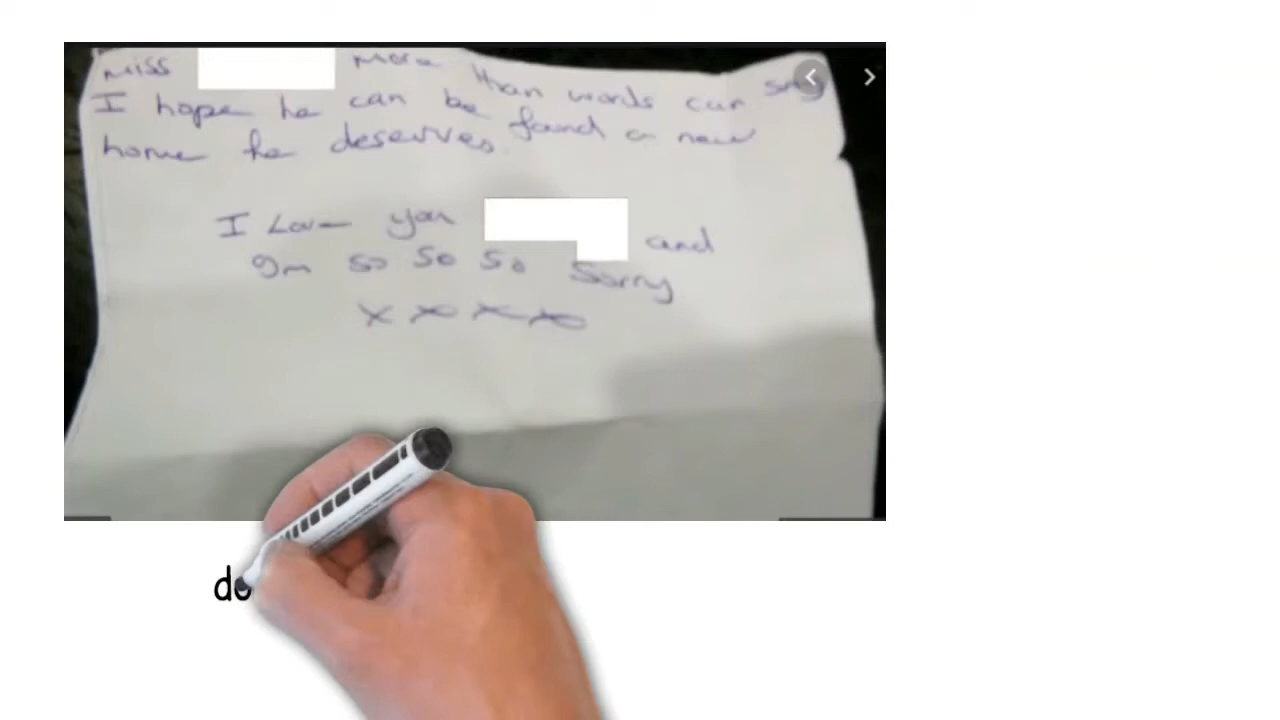 miss more than words can say
I hope he can be found a new
home he deserves.
I Love you and
I'm so so so Sorry
x x x x
do